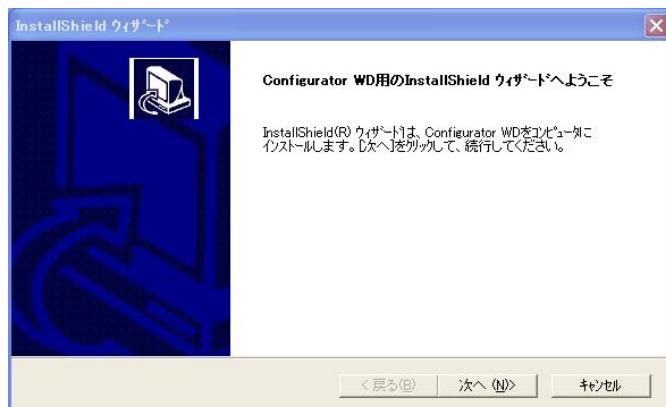 InstallShield ウィザード
Configurator WD用のInstallShield ウィザードへようこそ
InstallShield(R) ウィザードは、Configurator WDをコンピュータに
インストールします。[次へ]をクリックして、続行してください。
< 戻る(B)
次へ (N)>
キャンセル